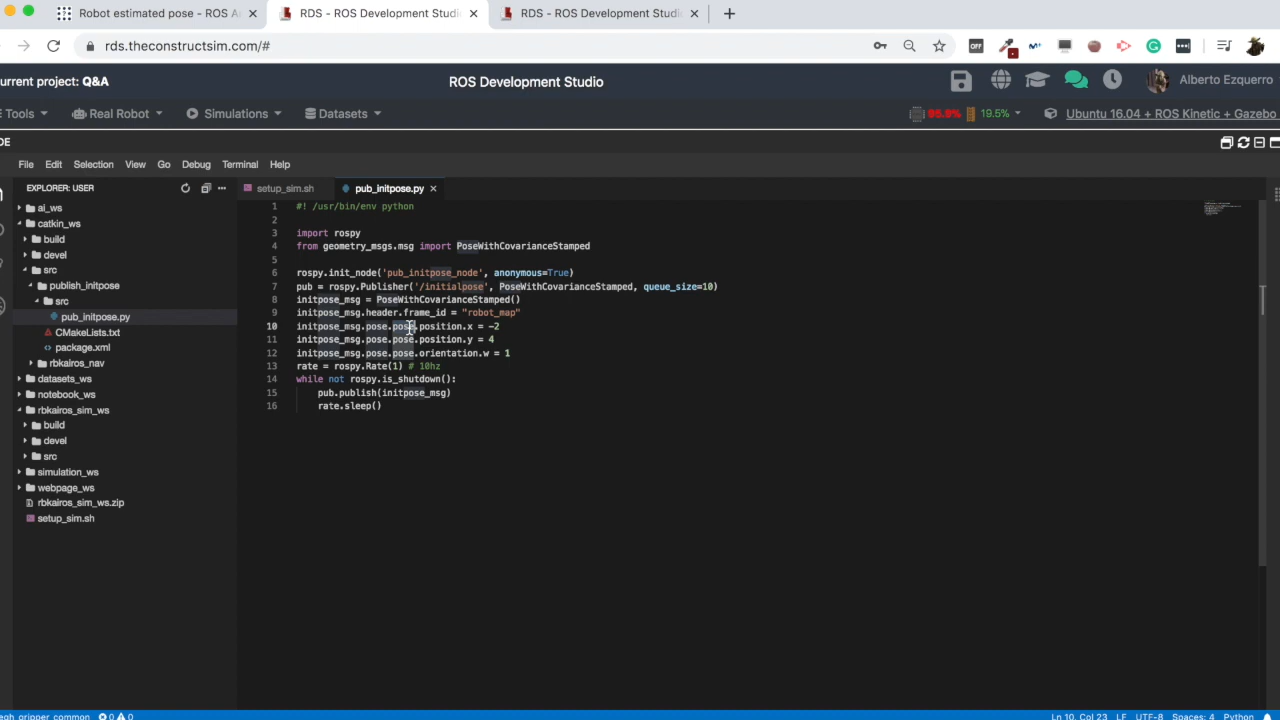 Robot estimated pose - ROS A
RDS - ROS Development Studi
RDS - ROS Development Studi
rds.theconstructsim.com/#
OFF
urrent project: Q&A
ROS Development Studio
Alberto Ezquerro
Tools
Real Robot
Simulations
Datasets
95.9%
19.5%
Ubuntu 16.04 + ROS Kinetic + Gazebo
DE
File Edit Selection View Go Debug Terminal Help
EXPLORER: USER
ai_ws
catkin_ws
build
devel
src
publish_initpose
src
pub_initpose.py
CMakeLists.txt
package.xml
rbkairos_nav
datasets_ws
notebook_ws
rbkairos_sim_ws
build
devel
src
simulation_ws
webpage_ws
rbkairos_sim_ws.zip
setup_sim.sh
setup_sim.sh
pub_initpose.py
1 #! /usr/bin/env python
2
3 import rospy
4 from geometry_msgs.msg import PoseWithCovarianceStamped
5
6 rospy.init_node('pub_initpose_node', anonymous=True)
7 pub = rospy.Publisher('/initialpose', PoseWithCovarianceStamped, queue_size=10)
8 initpose_msg = PoseWithCovarianceStamped()
9 initpose_msg.header.frame_id = "robot_map"
10 initpose_msg.pose.pose.position.x = -2
11 initpose_msg.pose.pose.position.y = 4
12 initpose_msg.pose.pose.orientation.w = 1
13 rate = rospy.Rate(1) # 10hz
14 while not rospy.is_shutdown():
15 pub.publish(initpose_msg)
16 rate.sleep()
egh_gripper_common 0 0
Ln 10, Col 23 LF UTF-8 Spaces: 4 Python